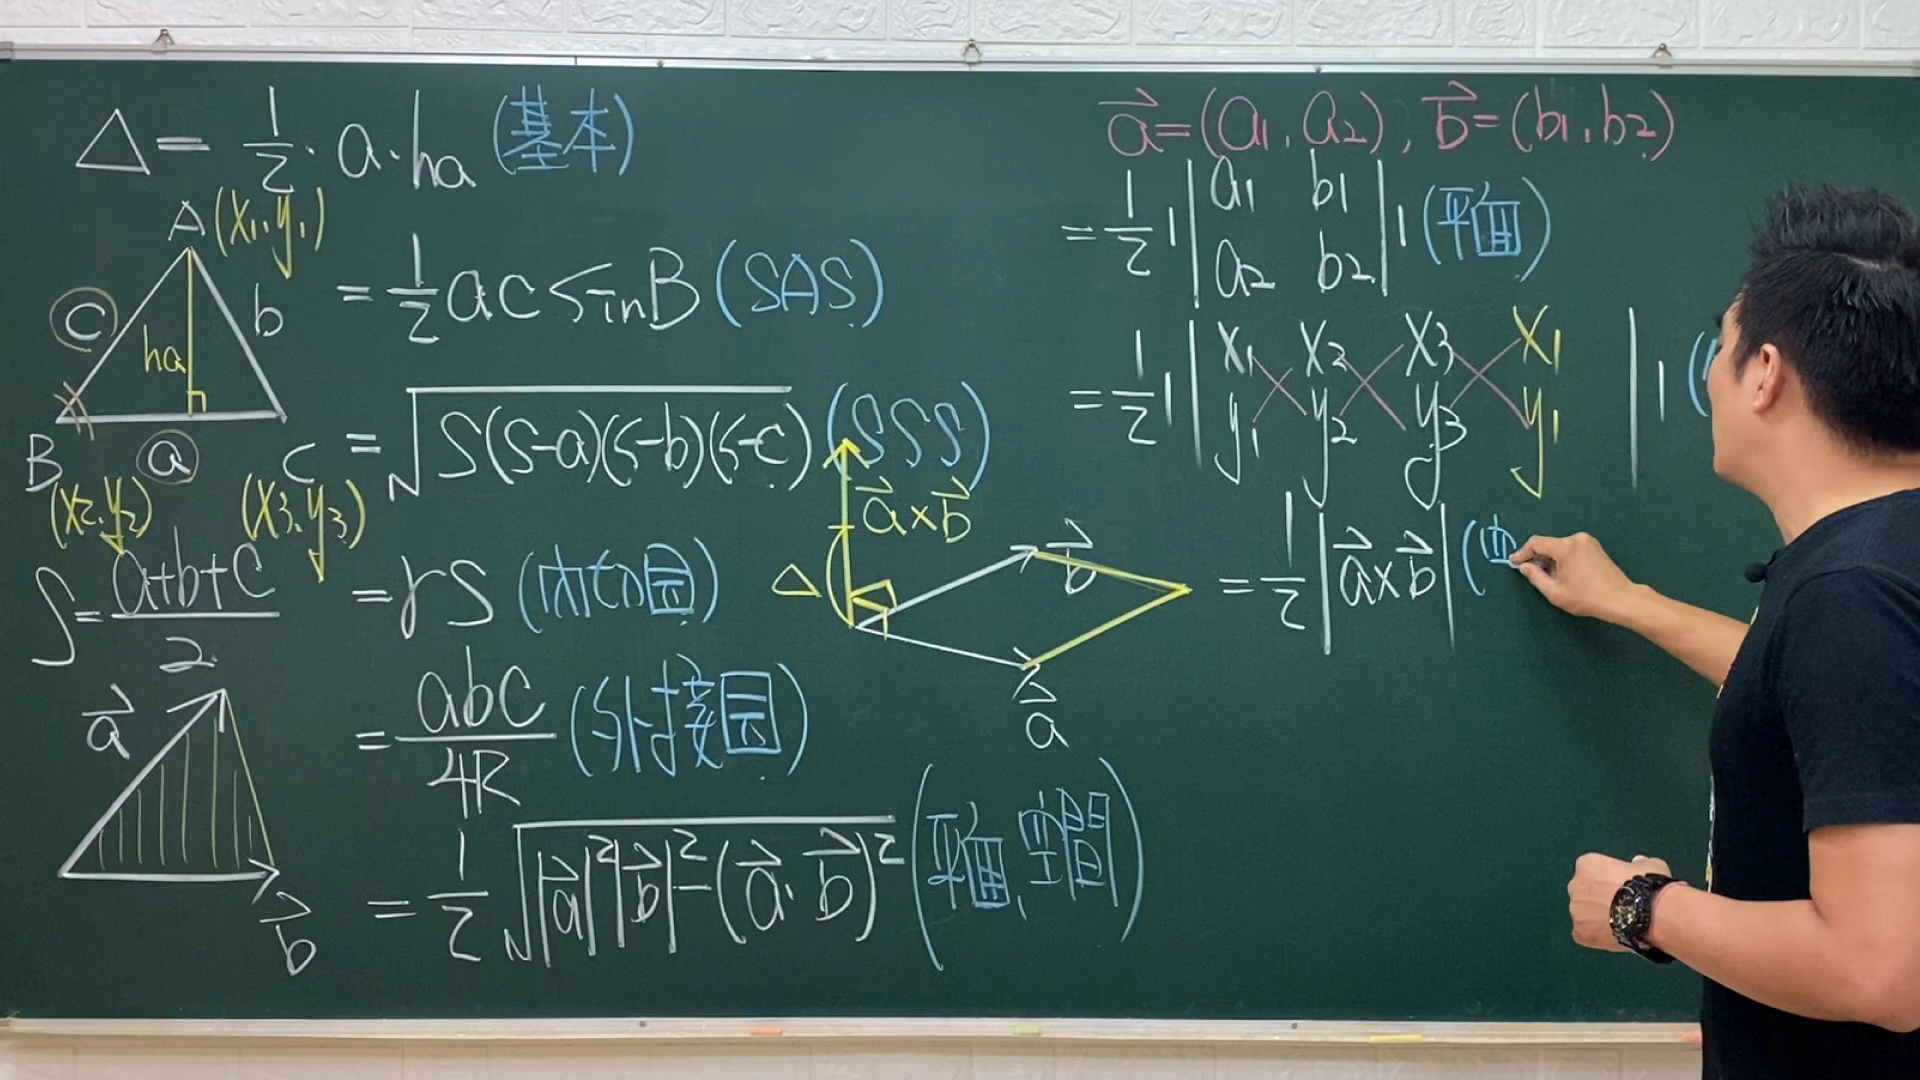 △ = 1/2 · a · ha (基本)
A (x1, y1)
c
b
ha
= 1/2 ac sinB (SAS)
B
a
C
(x2, y2)
(x3, y3)
= √(S(S-a)(S-b)(S-c)) (SSS)
S = (a+b+c)/2
= rS (內切圓)
= abc/4R (外接圓)
a⃗
b⃗
= 1/2 √(|a⃗|²|b⃗|² - (a⃗·b⃗)²) (平面, 空間)
a⃗×b⃗
△
b⃗
a⃗
a⃗ = (a1, a2), b⃗ = (b1, b2)
= 1/2 | | a1 b1 | | (平面)
a2 b2
= 1/2 | | x1 x2 x3 x1 | | (
y1 y2 y3 y1
= 1/2 |a⃗×b⃗| (